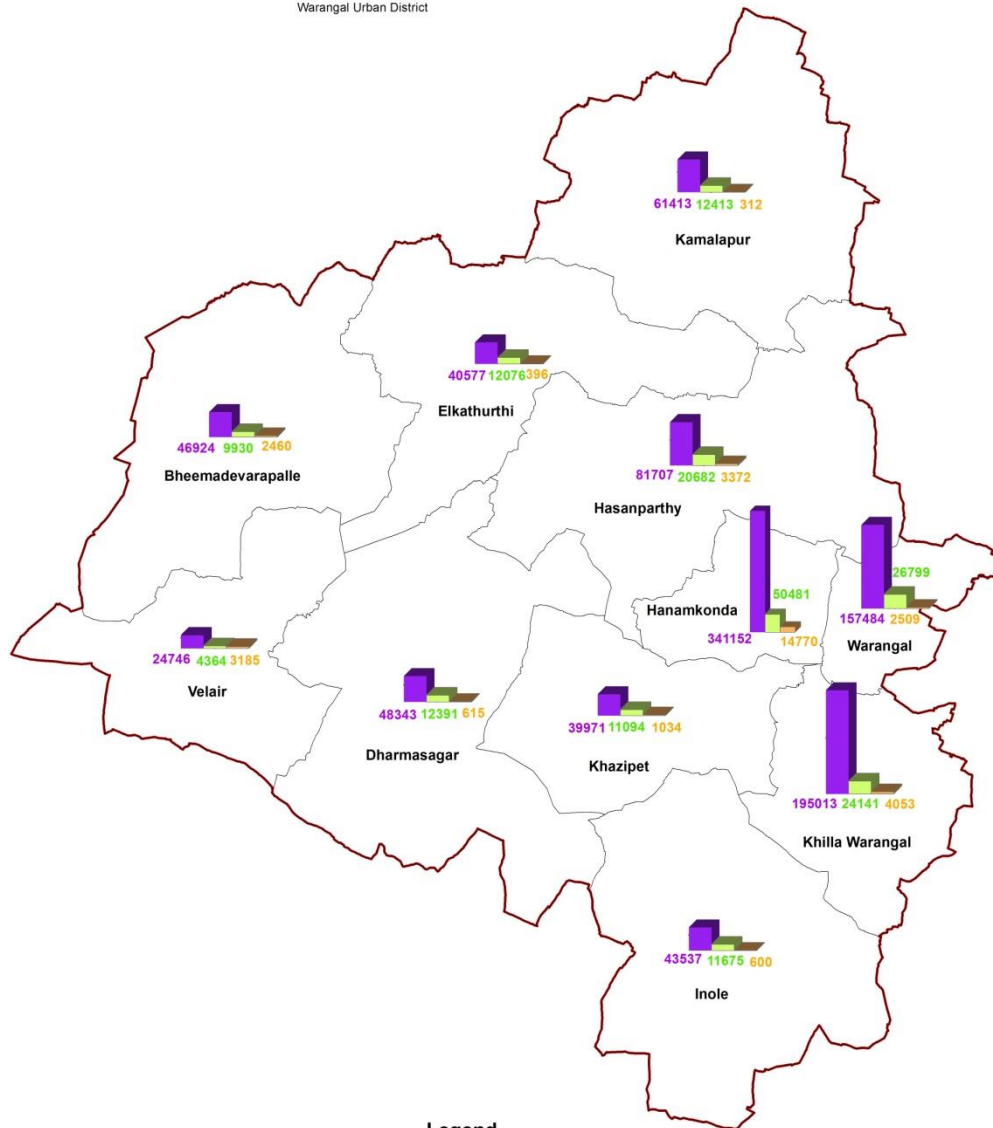 Warangal Urban District
61413 12413 312
Kamalapur
40577 12076 396
Elkathurthi
46924 9930 2460
Bheemadevarapalle
81707 20682 3372
Hasanparthy
50481
Hanamkonda
341152 14770
26799
157484 2509
Warangal
24746 4364 3185
Velair
48343 12391 615
Dharmasagar
39971 11094 1034
Khazipet
195013 24141 4053
Khilla Warangal
43537 11675 600
Inole
Legend